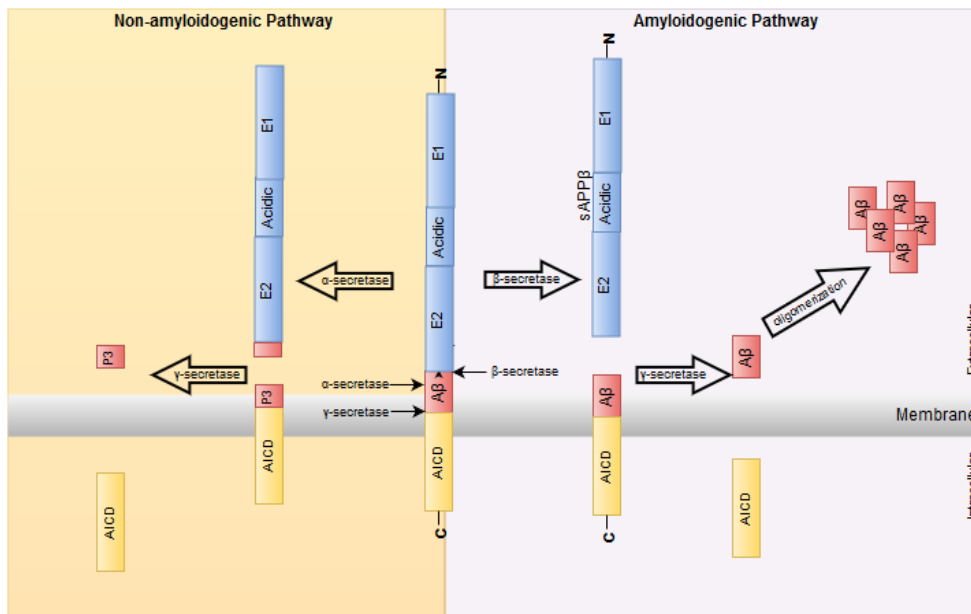 Non-amyloidogenic Pathway
Amyloidogenic Pathway
N
N
E1
E1
E1
sAPPβ
Acidic
Acidic
Acidic
Aβ
Aβ
Aβ
Aβ
Aβ
α-secretase
β-secretase
E2
E2
E2
oligomerization
P3
γ-secretase
β-secretase
γ-secretase
Aβ
α-secretase
P3
Aβ
Aβ
γ-secretase
Membrane
AICD
AICD
AICD
AICD
AICD
C
C